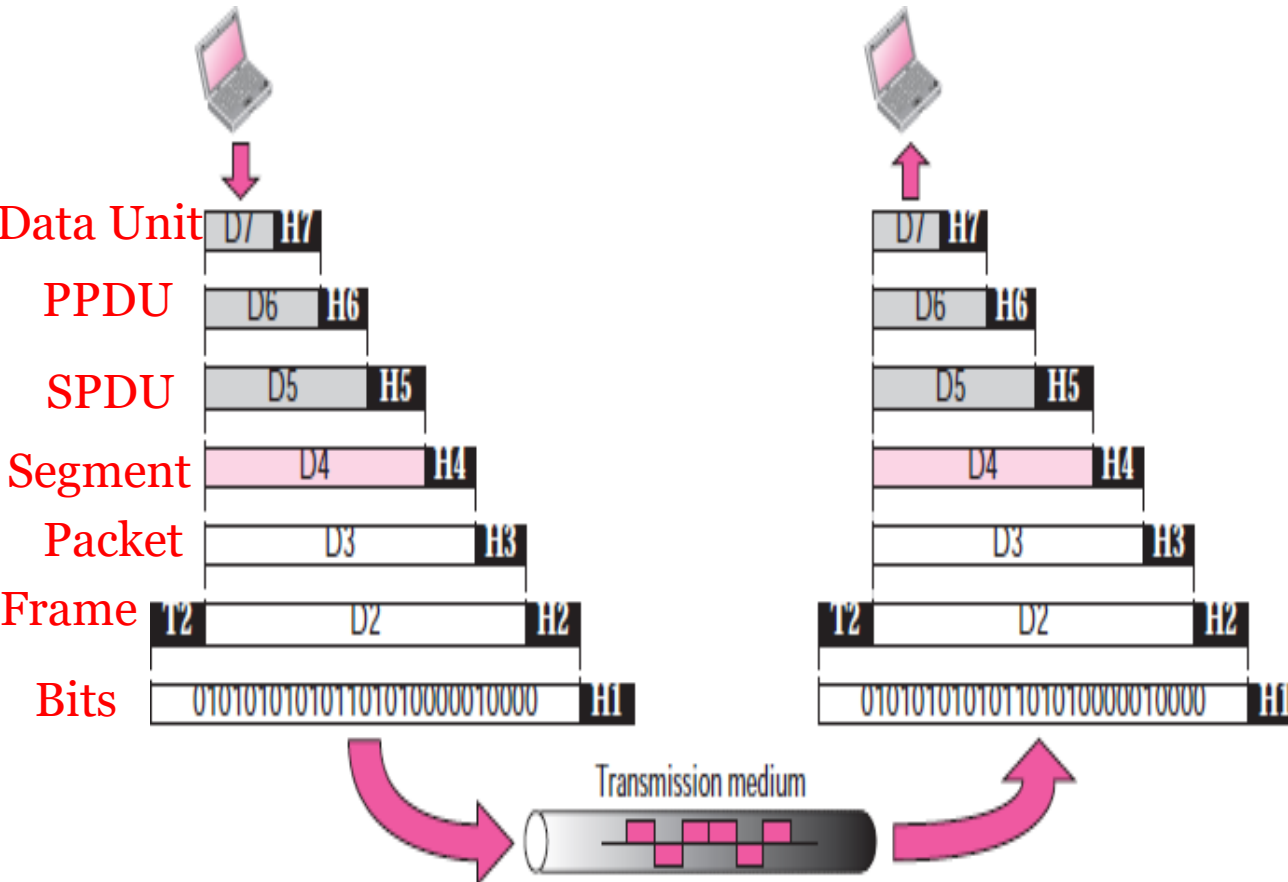 Data Unit D7 H7 D7 H7
PPDU D6 H6 D6 H6
SPDU D5 H5 D5 H5
Segment D4 H4 D4 H4
Packet D3 H3 D3 H3
Frame T2 D2 H2 T2 D2 H2
Bits 010101010101101010000010000 H1 010101010101101010000010000 H1
Transmission medium